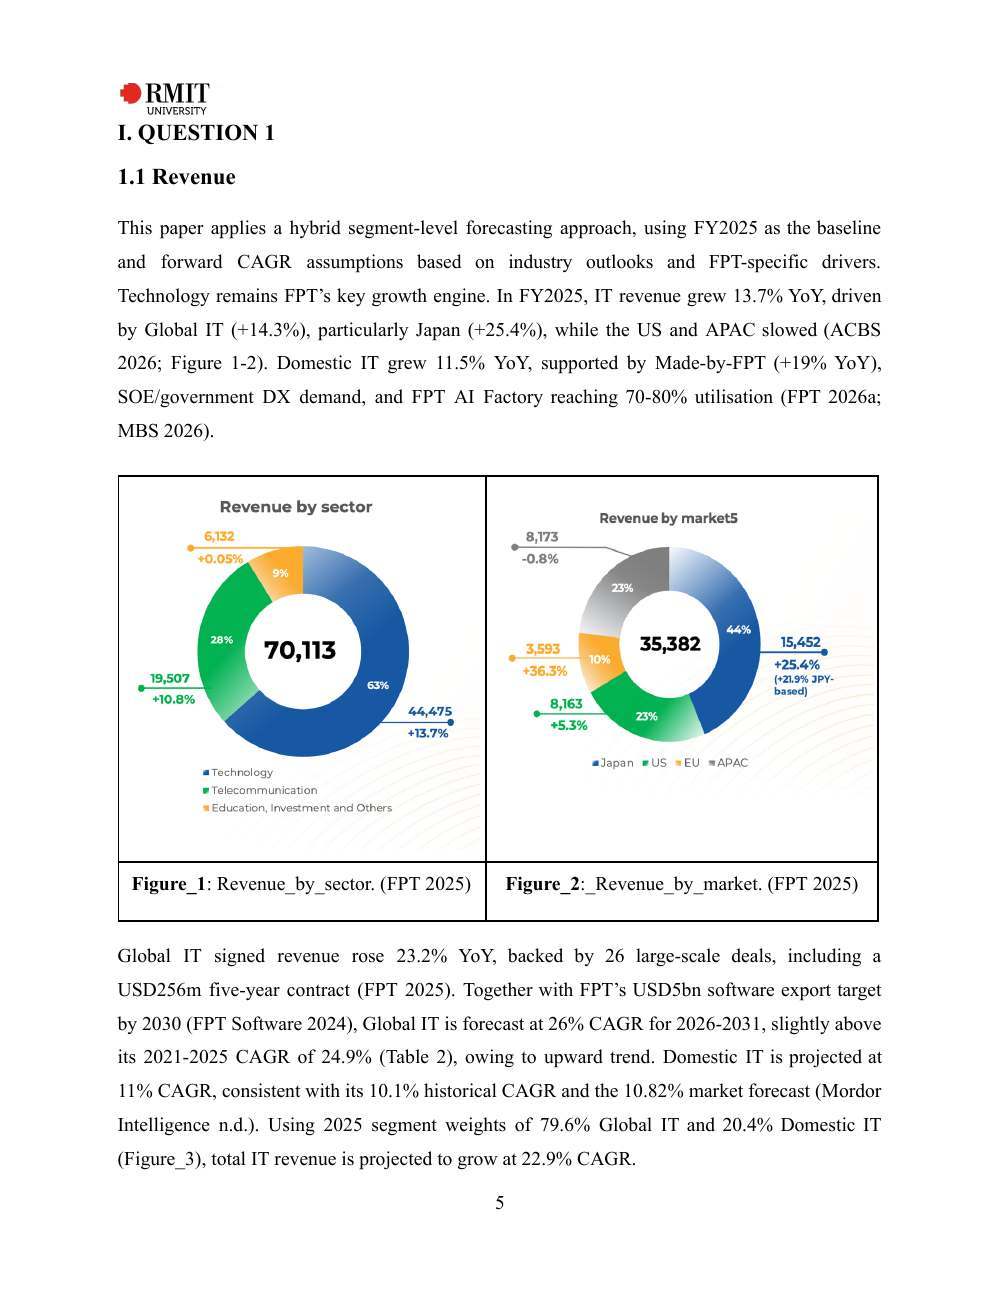 RMIT
UNIVERSITY
I. QUESTION 1
1.1 Revenue
This paper applies a hybrid segment-level forecasting approach, using FY2025 as the baseline
and forward CAGR assumptions based on industry outlooks and FPT-specific drivers.
Technology remains FPT’s key growth engine. In FY2025, IT revenue grew 13.7% YoY, driven
by Global IT (+14.3%), particularly Japan (+25.4%), while the US and APAC slowed (ACBS
2026; Figure 1-2). Domestic IT grew 11.5% YoY, supported by Made-by-FPT (+19% YoY),
SOE/government DX demand, and FPT AI Factory reaching 70-80% utilisation (FPT 2026a;
MBS 2026).
Revenue by sector
6,132
+0.05%
9%
28%
70,113
19,507
+10.8%
63%
44,475
+13.7%
Technology
Telecommunication
Education, Investment and Others
Revenue by market5
8,173
-0.8%
23%
44%
35,382
15,452
+25.4%
(+21.9% JPY-
based)
3,593
+36.3%
10%
8,163
+5.3%
23%
Japan US EU APAC
Figure_1: Revenue_by_sector. (FPT 2025)
Figure_2:_Revenue_by_market. (FPT 2025)
Global IT signed revenue rose 23.2% YoY, backed by 26 large-scale deals, including a
USD256m five-year contract (FPT 2025). Together with FPT’s USD5bn software export target
by 2030 (FPT Software 2024), Global IT is forecast at 26% CAGR for 2026-2031, slightly above
its 2021-2025 CAGR of 24.9% (Table 2), owing to upward trend. Domestic IT is projected at
11% CAGR, consistent with its 10.1% historical CAGR and the 10.82% market forecast (Mordor
Intelligence n.d.). Using 2025 segment weights of 79.6% Global IT and 20.4% Domestic IT
(Figure_3), total IT revenue is projected to grow at 22.9% CAGR.
5